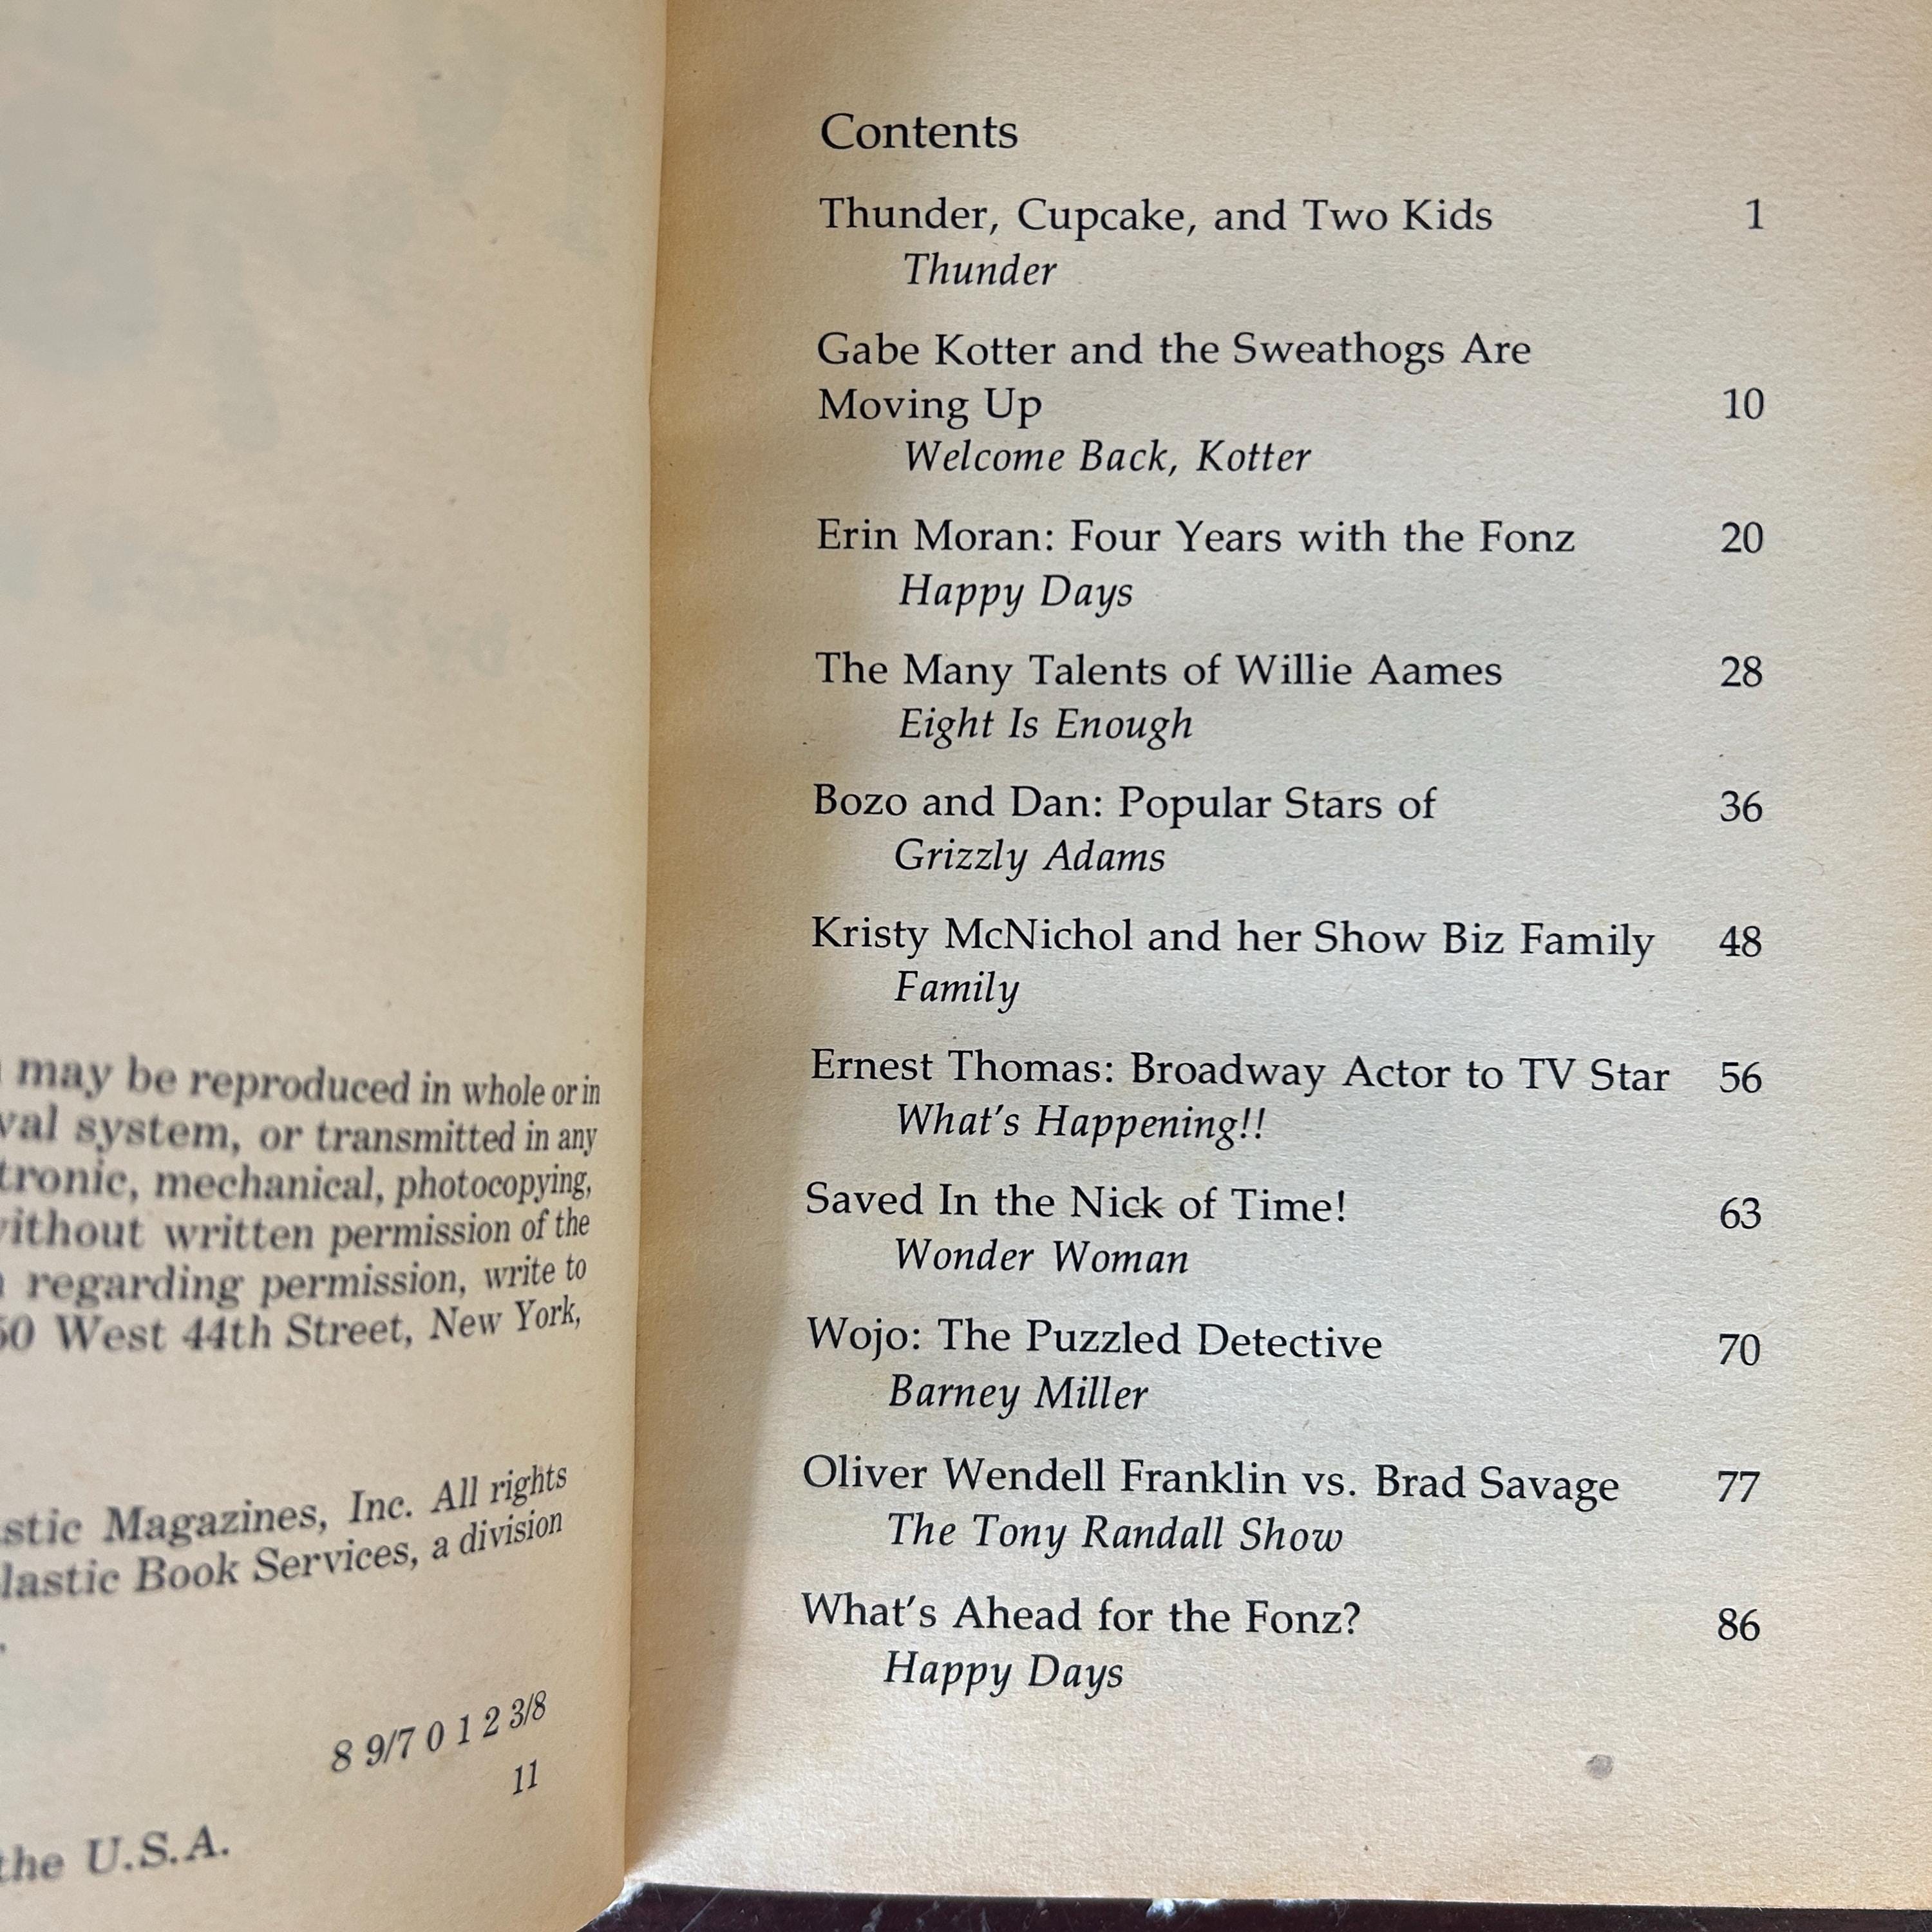 may be reproduced in whole or in
system, or transmitted in any
mechanical, photocopying,
without written permission of the
regarding permission, write to
West 44th Street, New York,
Magazines, Inc. All rights
Book Services, a division
8 9/7 0 1 2 3/8
11
the U.S.A.
Contents
Thunder, Cupcake, and Two Kids 1
Thunder
Gabe Kotter and the Sweathogs Are
Moving Up 10
Welcome Back, Kotter
Erin Moran: Four Years with the Fonz 20
Happy Days
The Many Talents of Willie Aames 28
Eight Is Enough
Bozo and Dan: Popular Stars of 36
Grizzly Adams
Kristy McNichol and her Show Biz Family 48
Family
Ernest Thomas: Broadway Actor to TV Star 56
What's Happening!!
Saved In the Nick of Time! 63
Wonder Woman
Wojo: The Puzzled Detective 70
Barney Miller
Oliver Wendell Franklin vs. Brad Savage 77
The Tony Randall Show
What's Ahead for the Fonz? 86
Happy Days